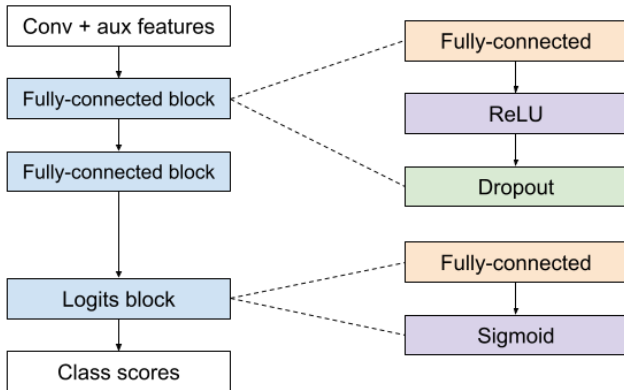 Conv + aux features
Fully-connected block
Fully-connected block
Logits block
Class scores
Fully-connected
ReLU
Dropout
Fully-connected
Sigmoid